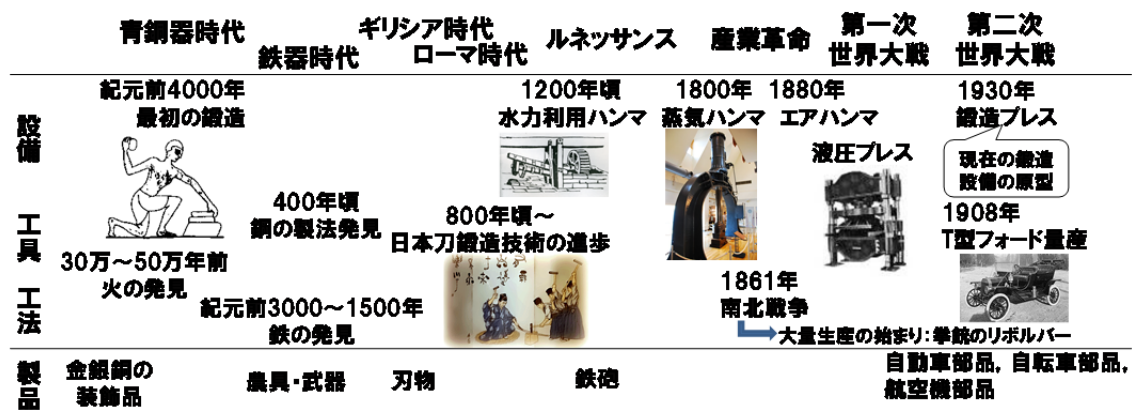 青銅器時代
鉄器時代
ギリシア時代
ローマ時代
ルネッサンス
産業革命
第一次
世界大戦
第二次
世界大戦
設備
紀元前4000年
最初の鍛造
1200年頃
水力利用ハンマ
1800年
蒸気ハンマ
1880年
エアハンマ
液圧プレス
1930年
鍛造プレス
現在の鍛造
設備の原型
工具
工法
400年頃
鋼の製法発見
800年頃~
日本刀鍛造技術の進歩
1908年
T型フォード量産
30万~50万年前
火の発見
紀元前3000~1500年
鉄の発見
1861年
南北戦争
大量生産の始まり:拳銃のリボルバー
製品
金銀銅の
装飾品
農具・武器
刃物
鉄砲
自動車部品,自転車部品,
航空機部品